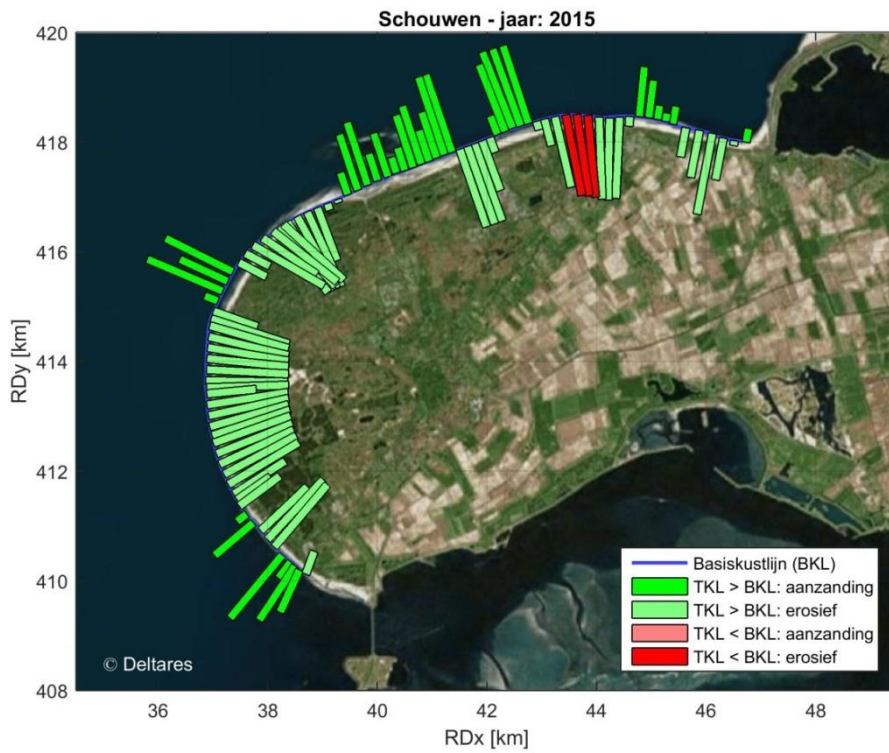 Schouwen - jaar: 2015
420
418
416
414
412
410
408
RDy [km]
36
38
40
42
44
46
48
RDx [km]
Basiskustlijn (BKL)
TKL > BKL: aanzanding
TKL > BKL: erosief
TKL < BKL: aanzanding
TKL < BKL: erosief
© Deltares